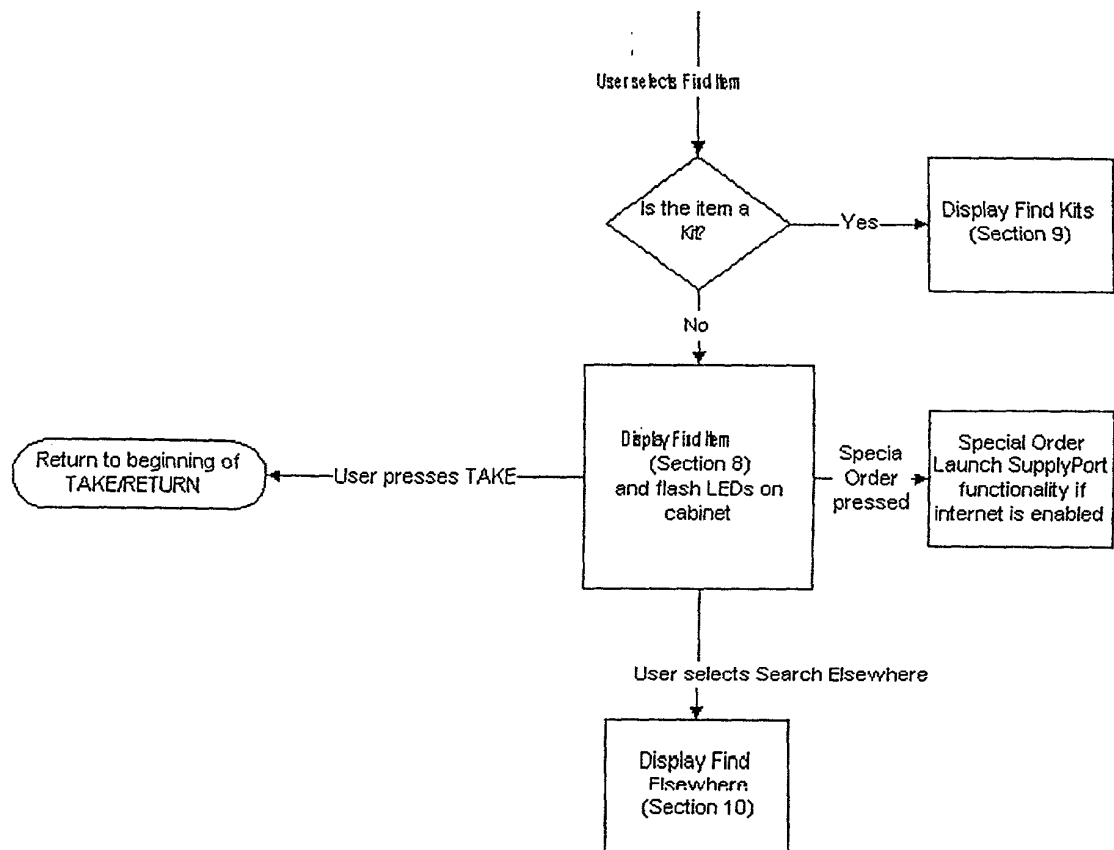 User selects Find Item
Is the item a
Kit?
Yes
Display Find Kits
(Section 9)
No
Display Find Item
(Section 8)
and flash LEDs on
cabinet
User presses TAKE
Return to beginning of
TAKE/RETURN
Specia
Order
pressed
Special Order
Launch SupplyPort
functionality if
internet is enabled
User selects Search Elsewhere
Display Find
Elsewhere
(Section 10)